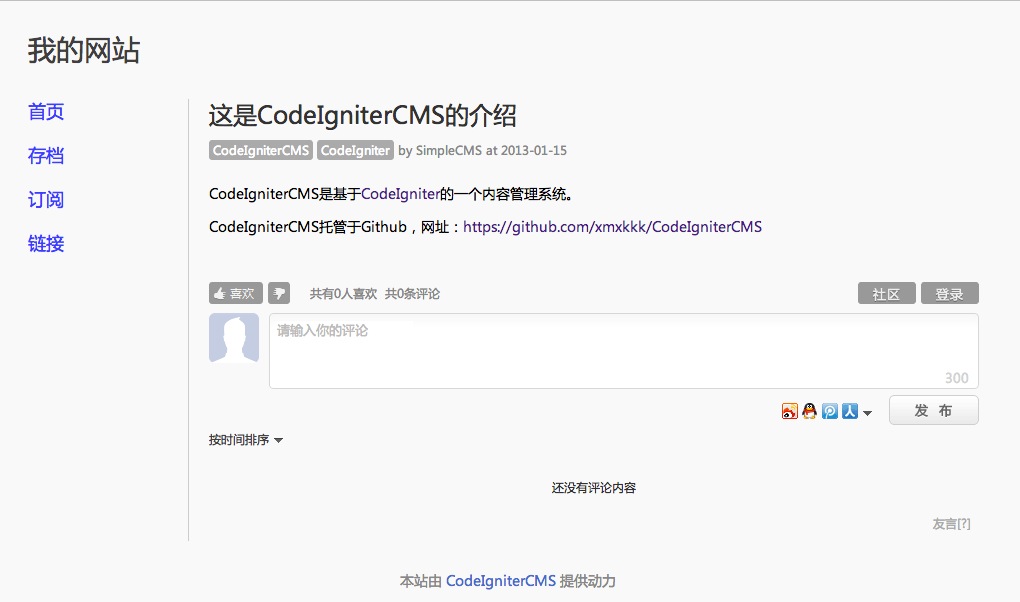 我的网站
首页
存档
订阅
链接
这是CodeIgniterCMS的介绍
CodeIgniterCMS CodeIgniter by SimpleCMS at 2013-01-15
CodeIgniterCMS是基于CodeIgniter的一个内容管理系统。
CodeIgniterCMS托管于Github，网址：https://github.com/xmxkkk/CodeIgniterCMS
喜欢 共有0人喜欢 共0条评论 社区 登录
请输入你的评论
300
发 布
按时间排序
还没有评论内容
友言[?]
本站由 CodeIgniterCMS 提供动力